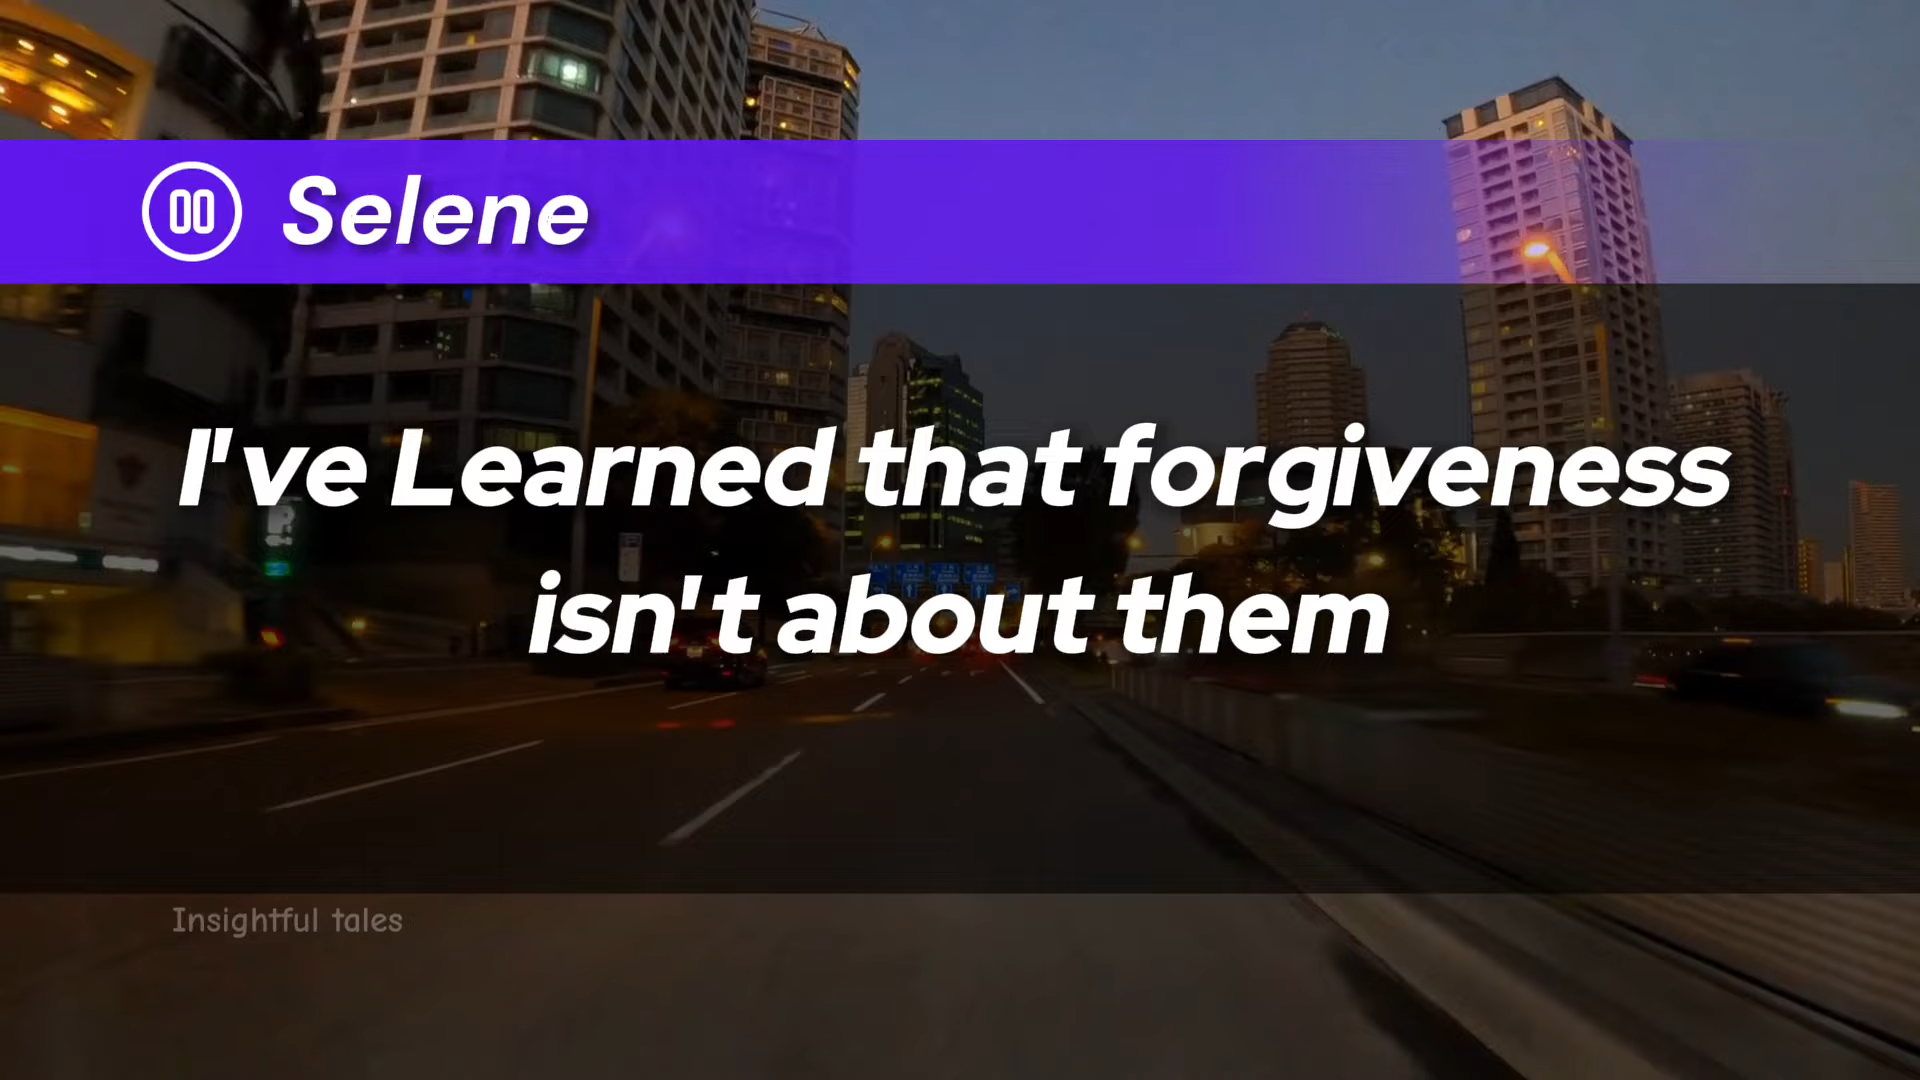 Selene
I've Learned that forgiveness
isn't about them
Insightful tales